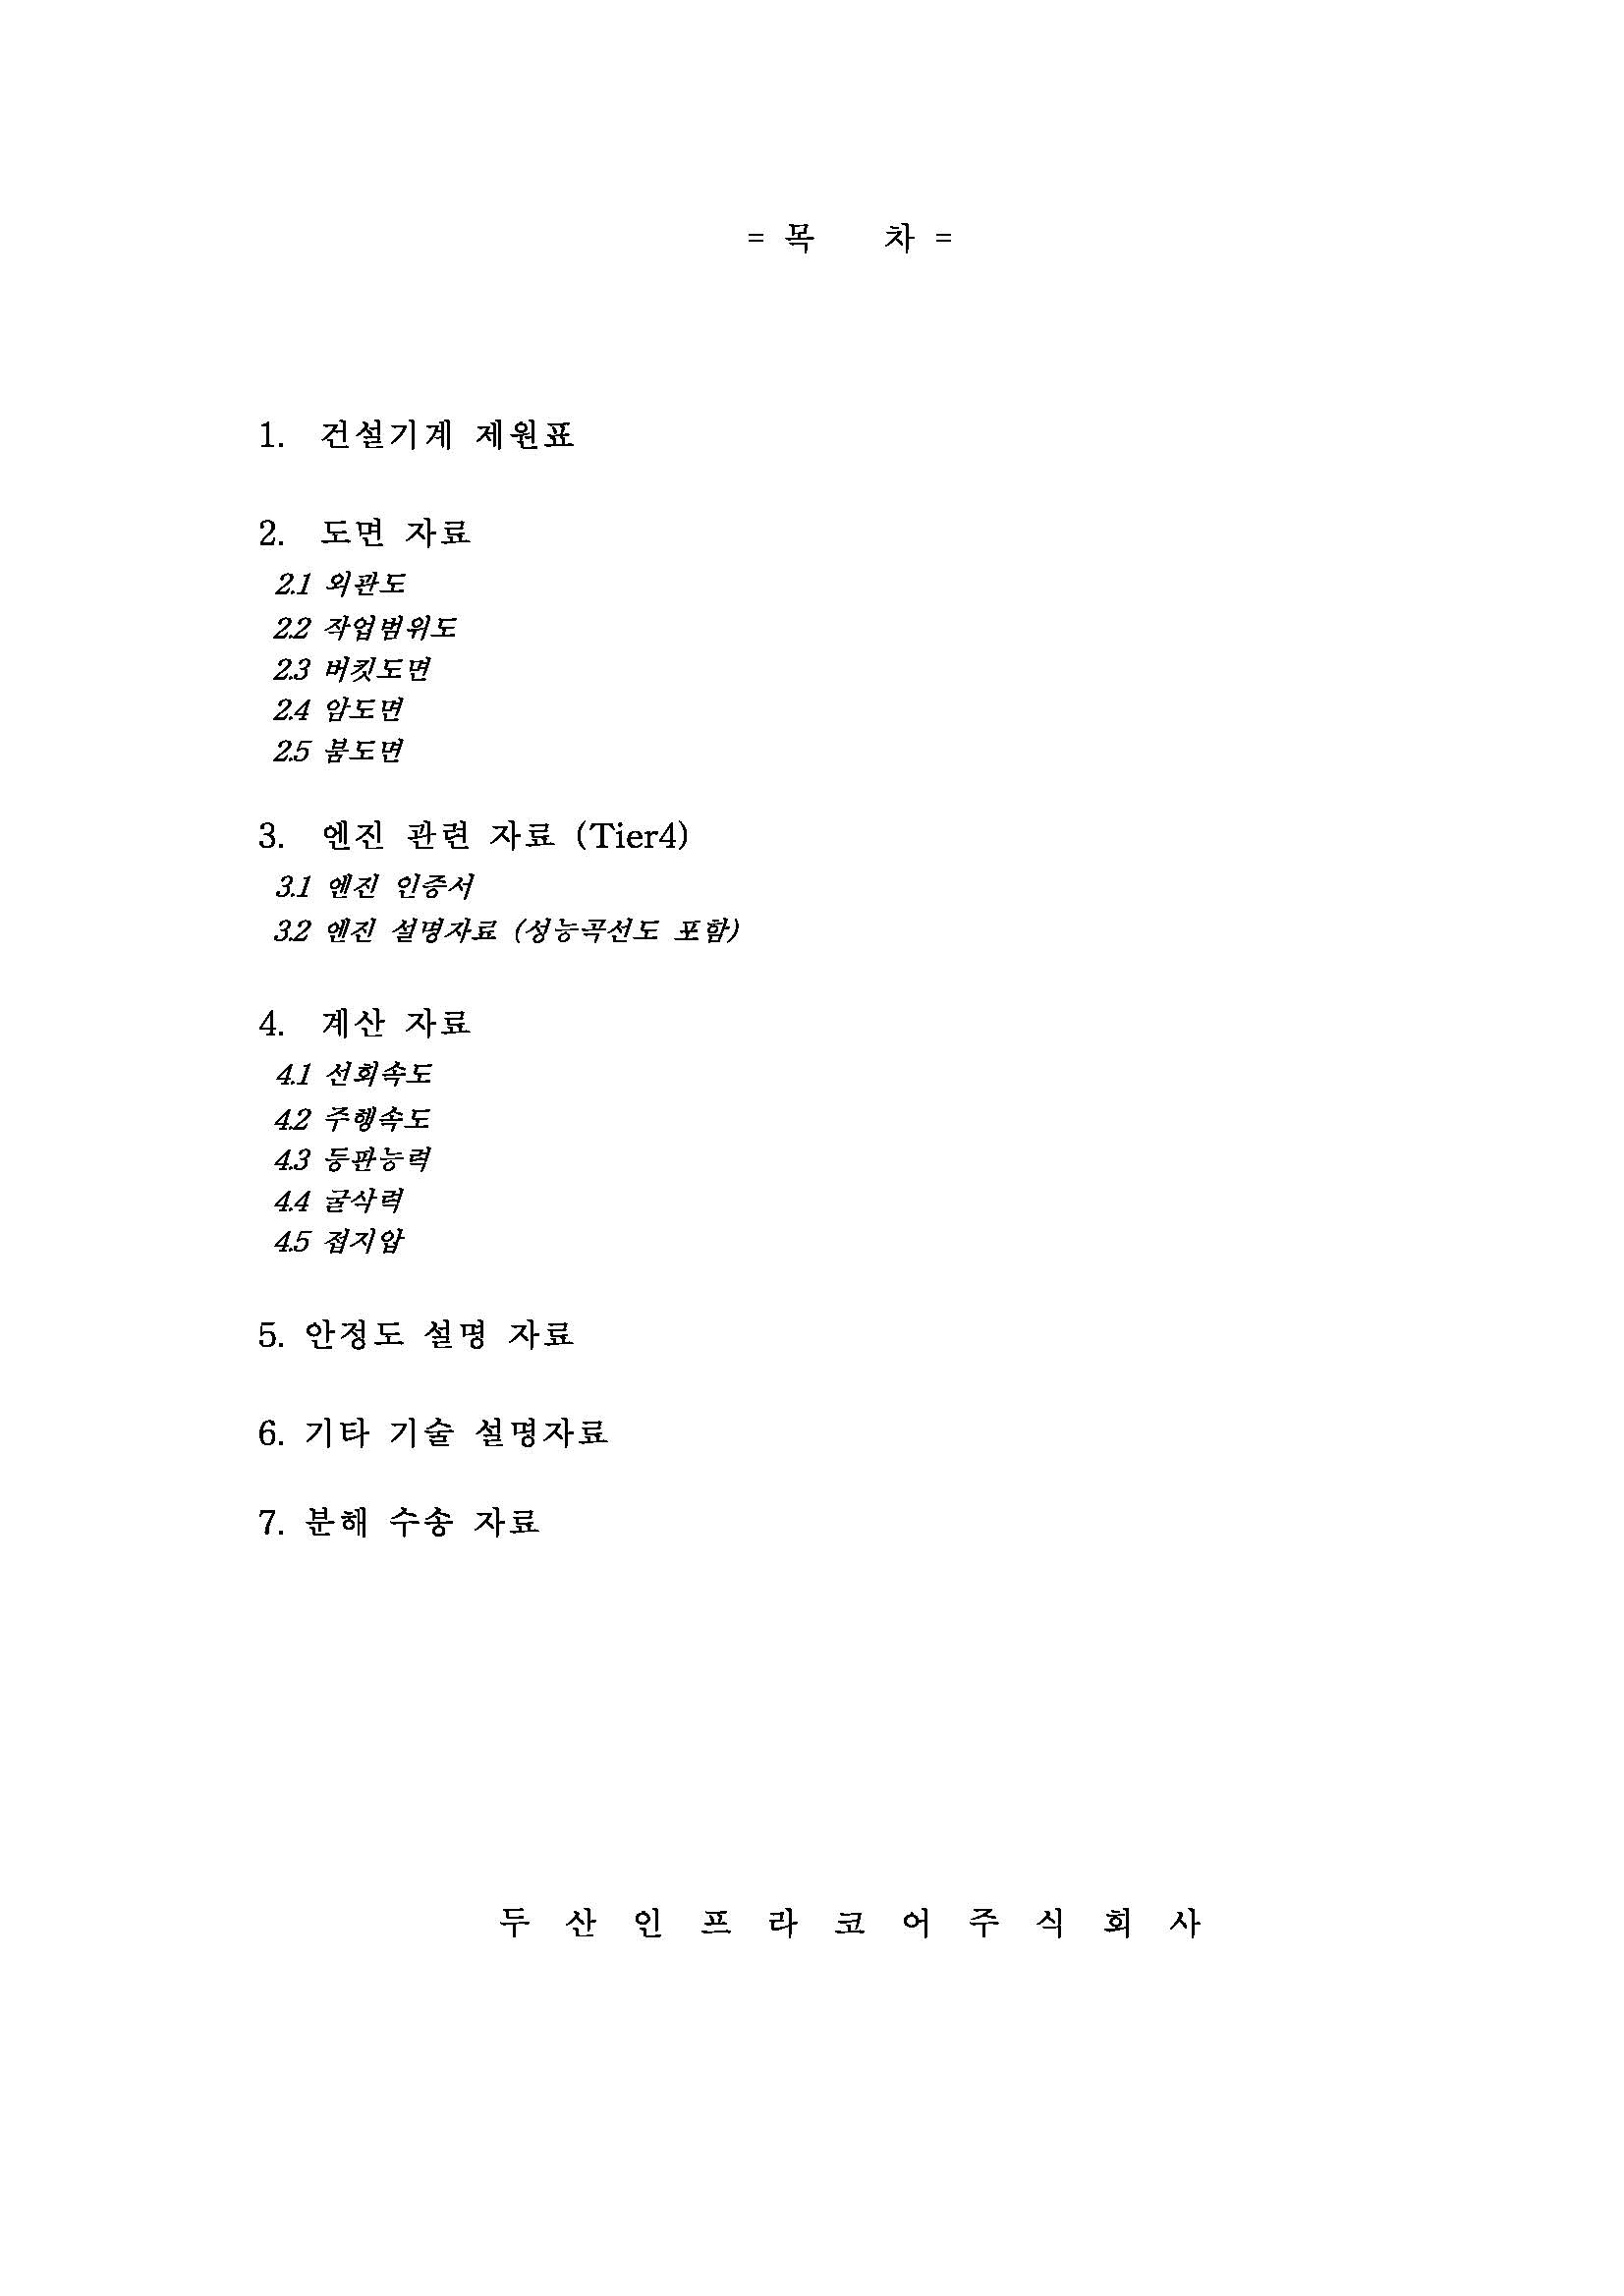 = 목 차 =
1. 건설기계 제원표
2. 도면 자료
2.1 외관도
2.2 작업범위도
2.3 버킷도면
2.4 암도면
2.5 붐도면
3. 엔진 관련 자료 (Tier4)
3.1 엔진 인증서
3.2 엔진 설명자료 (성능곡선도 포함)
4. 계산 자료
4.1 선회속도
4.2 주행속도
4.3 등판능력
4.4 굴삭력
4.5 접지압
5. 안정도 설명 자료
6. 기타 기술 설명자료
7. 분해 수송 자료
두 산 인 프 라 코 어 주 식 회 사